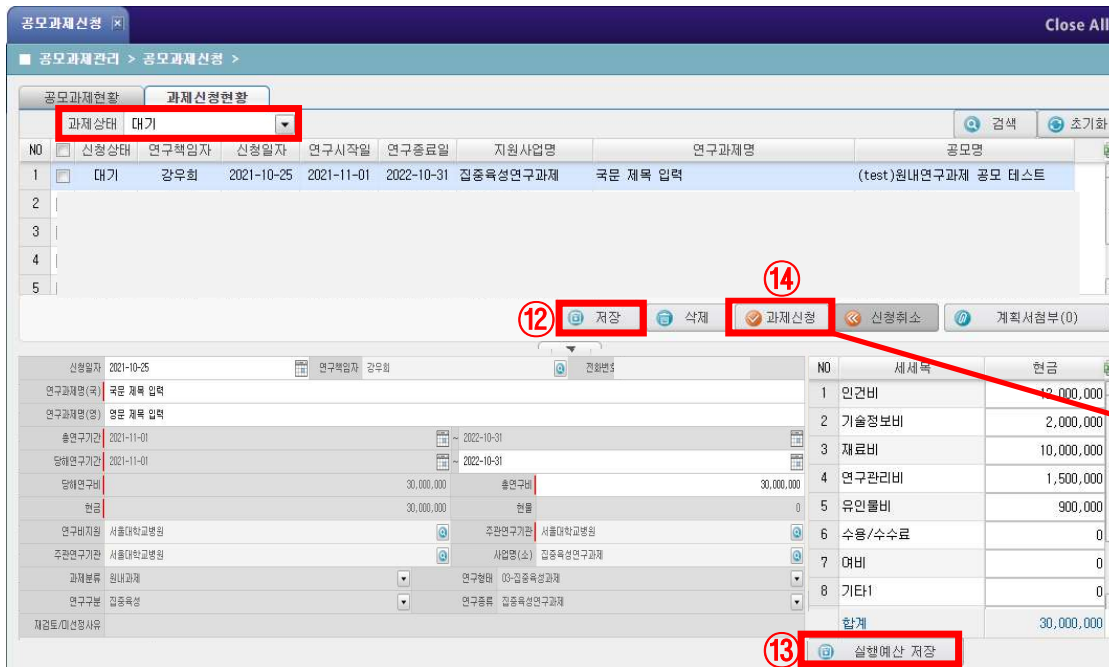 공모과제신청
Close All
공모과제관리 > 공모과제신청 >
공모과제현황 과제신청현황
과제상태 대기 검색 초기화
NO 신청상태 연구책임자 신청일자 연구시작일 연구종료일 지원사업명 연구과제명 공모명
1 대기 강우희 2021-10-25 2021-11-01 2022-10-31 집중육성연구과제 국문 제목 입력 (test)원내연구과제 공모 테스트
2
3
4
5
⑭
⑫ 저장 삭제 과제신청 신청취소 계획서첨부(0)
신청일자 2021-10-25 연구책임자 강우희 전화번호
연구과제명(국) 국문 제목 입력
연구과제명(영) 영문 제목 입력
총연구기간 2021-11-01 ~ 2022-10-31
당해연구기간 2021-11-01 ~ 2022-10-31
당해연구비 30,000,000 총연구비 30,000,000
현금 30,000,000 현물 0
연구비지원 서울대학교병원 주관연구기관 서울대학교병원
주관연구기관 서울대학교병원 사업명(소) 집중육성연구과제
과제분류 원내과제 연구형태 03-집중육성과제
연구구분 집중육성 연구종류 집중육성연구과제
재검토/미선정사유
NO 세세목 현금
1 인건비 12,000,000
2 기술정보비 2,000,000
3 재료비 10,000,000
4 연구관리비 1,500,000
5 유인물비 900,000
6 수용/수수료 0
7 여비 0
8 기타1 0
합계 30,000,000
⑬ 실행예산 저장